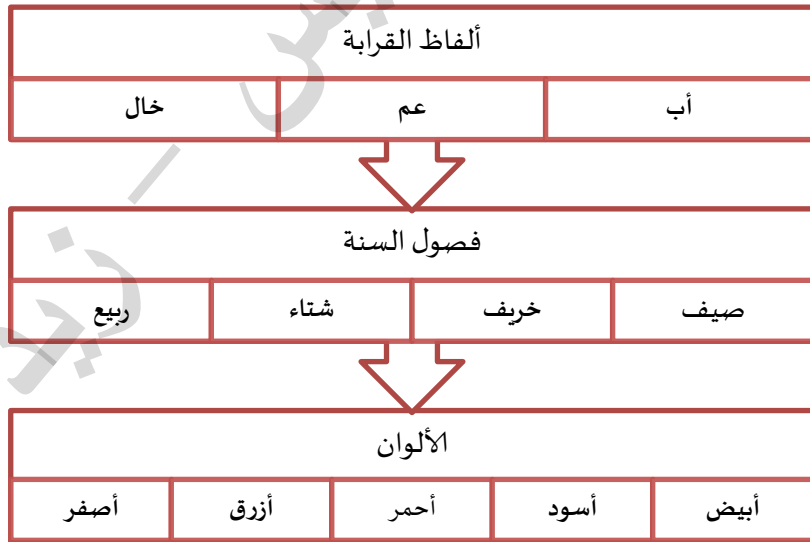 ألفاظ القرابة
أب عم خال
فصول السنة
صيف خريف شتاء ربيع
الألوان
أبيض أسود أحمر أزرق أصفر